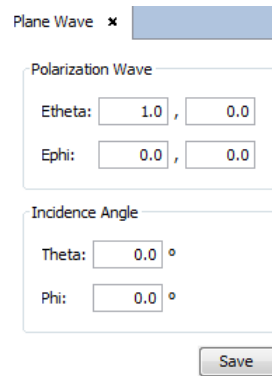 Plane Wave ×
Polarization Wave
Etheta: 1.0 , 0.0
Ephi: 0.0 , 0.0
Incidence Angle
Theta: 0.0 º
Phi: 0.0 º
Save